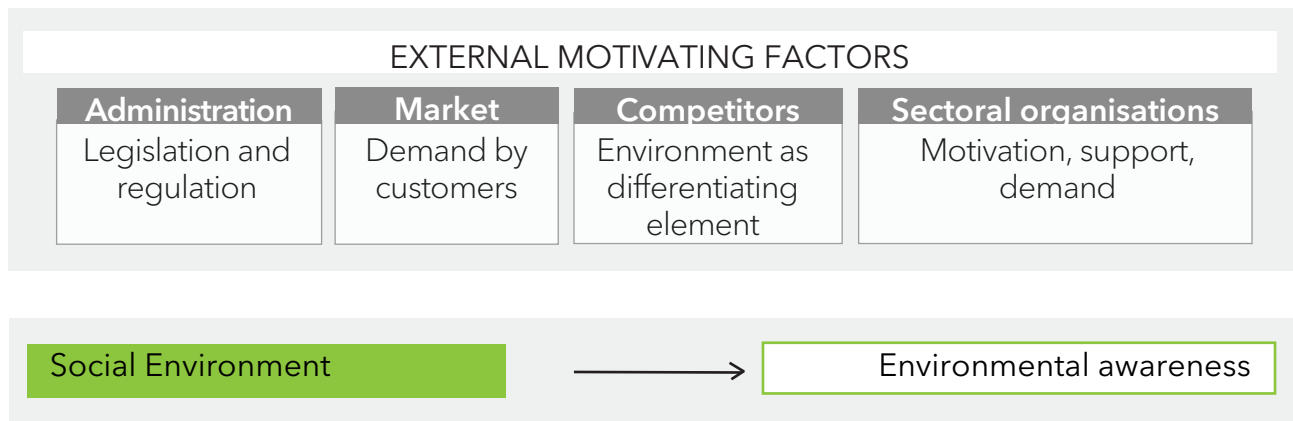 EXTERNAL MOTIVATING FACTORS
Administration
Legislation and
regulation
Market
Demand by
customers
Competitors
Environment as
differentiating
element
Sectoral organisations
Motivation, support,
demand
Social Environment
Environmental awareness